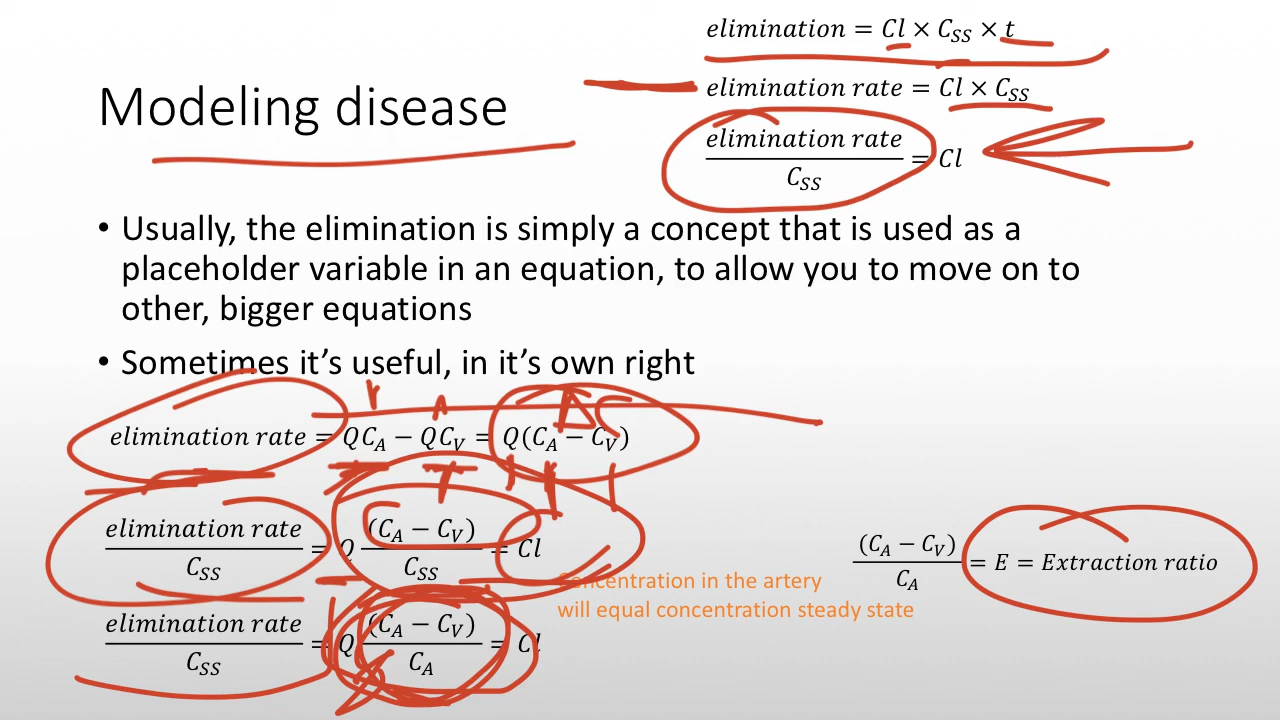 elimination = Cl × C_SS × t
elimination rate = Cl × C_SS
elimination rate / C_SS = Cl
Modeling disease
• Usually, the elimination is simply a concept that is used as a
placeholder variable in an equation, to allow you to move on to
other, bigger equations
• Sometimes it's useful, in it's own right
ΔC
elimination rate = QC_A − QC_V = Q(C_A − C_V)
elimination rate / C_SS = Q (C_A − C_V) / C_SS = Cl
(C_A − C_V) / C_A = E = Extraction ratio
Concentration in the artery
will equal concentration steady state
elimination rate / C_SS = Q (C_A − C_V) / C_A = Cl